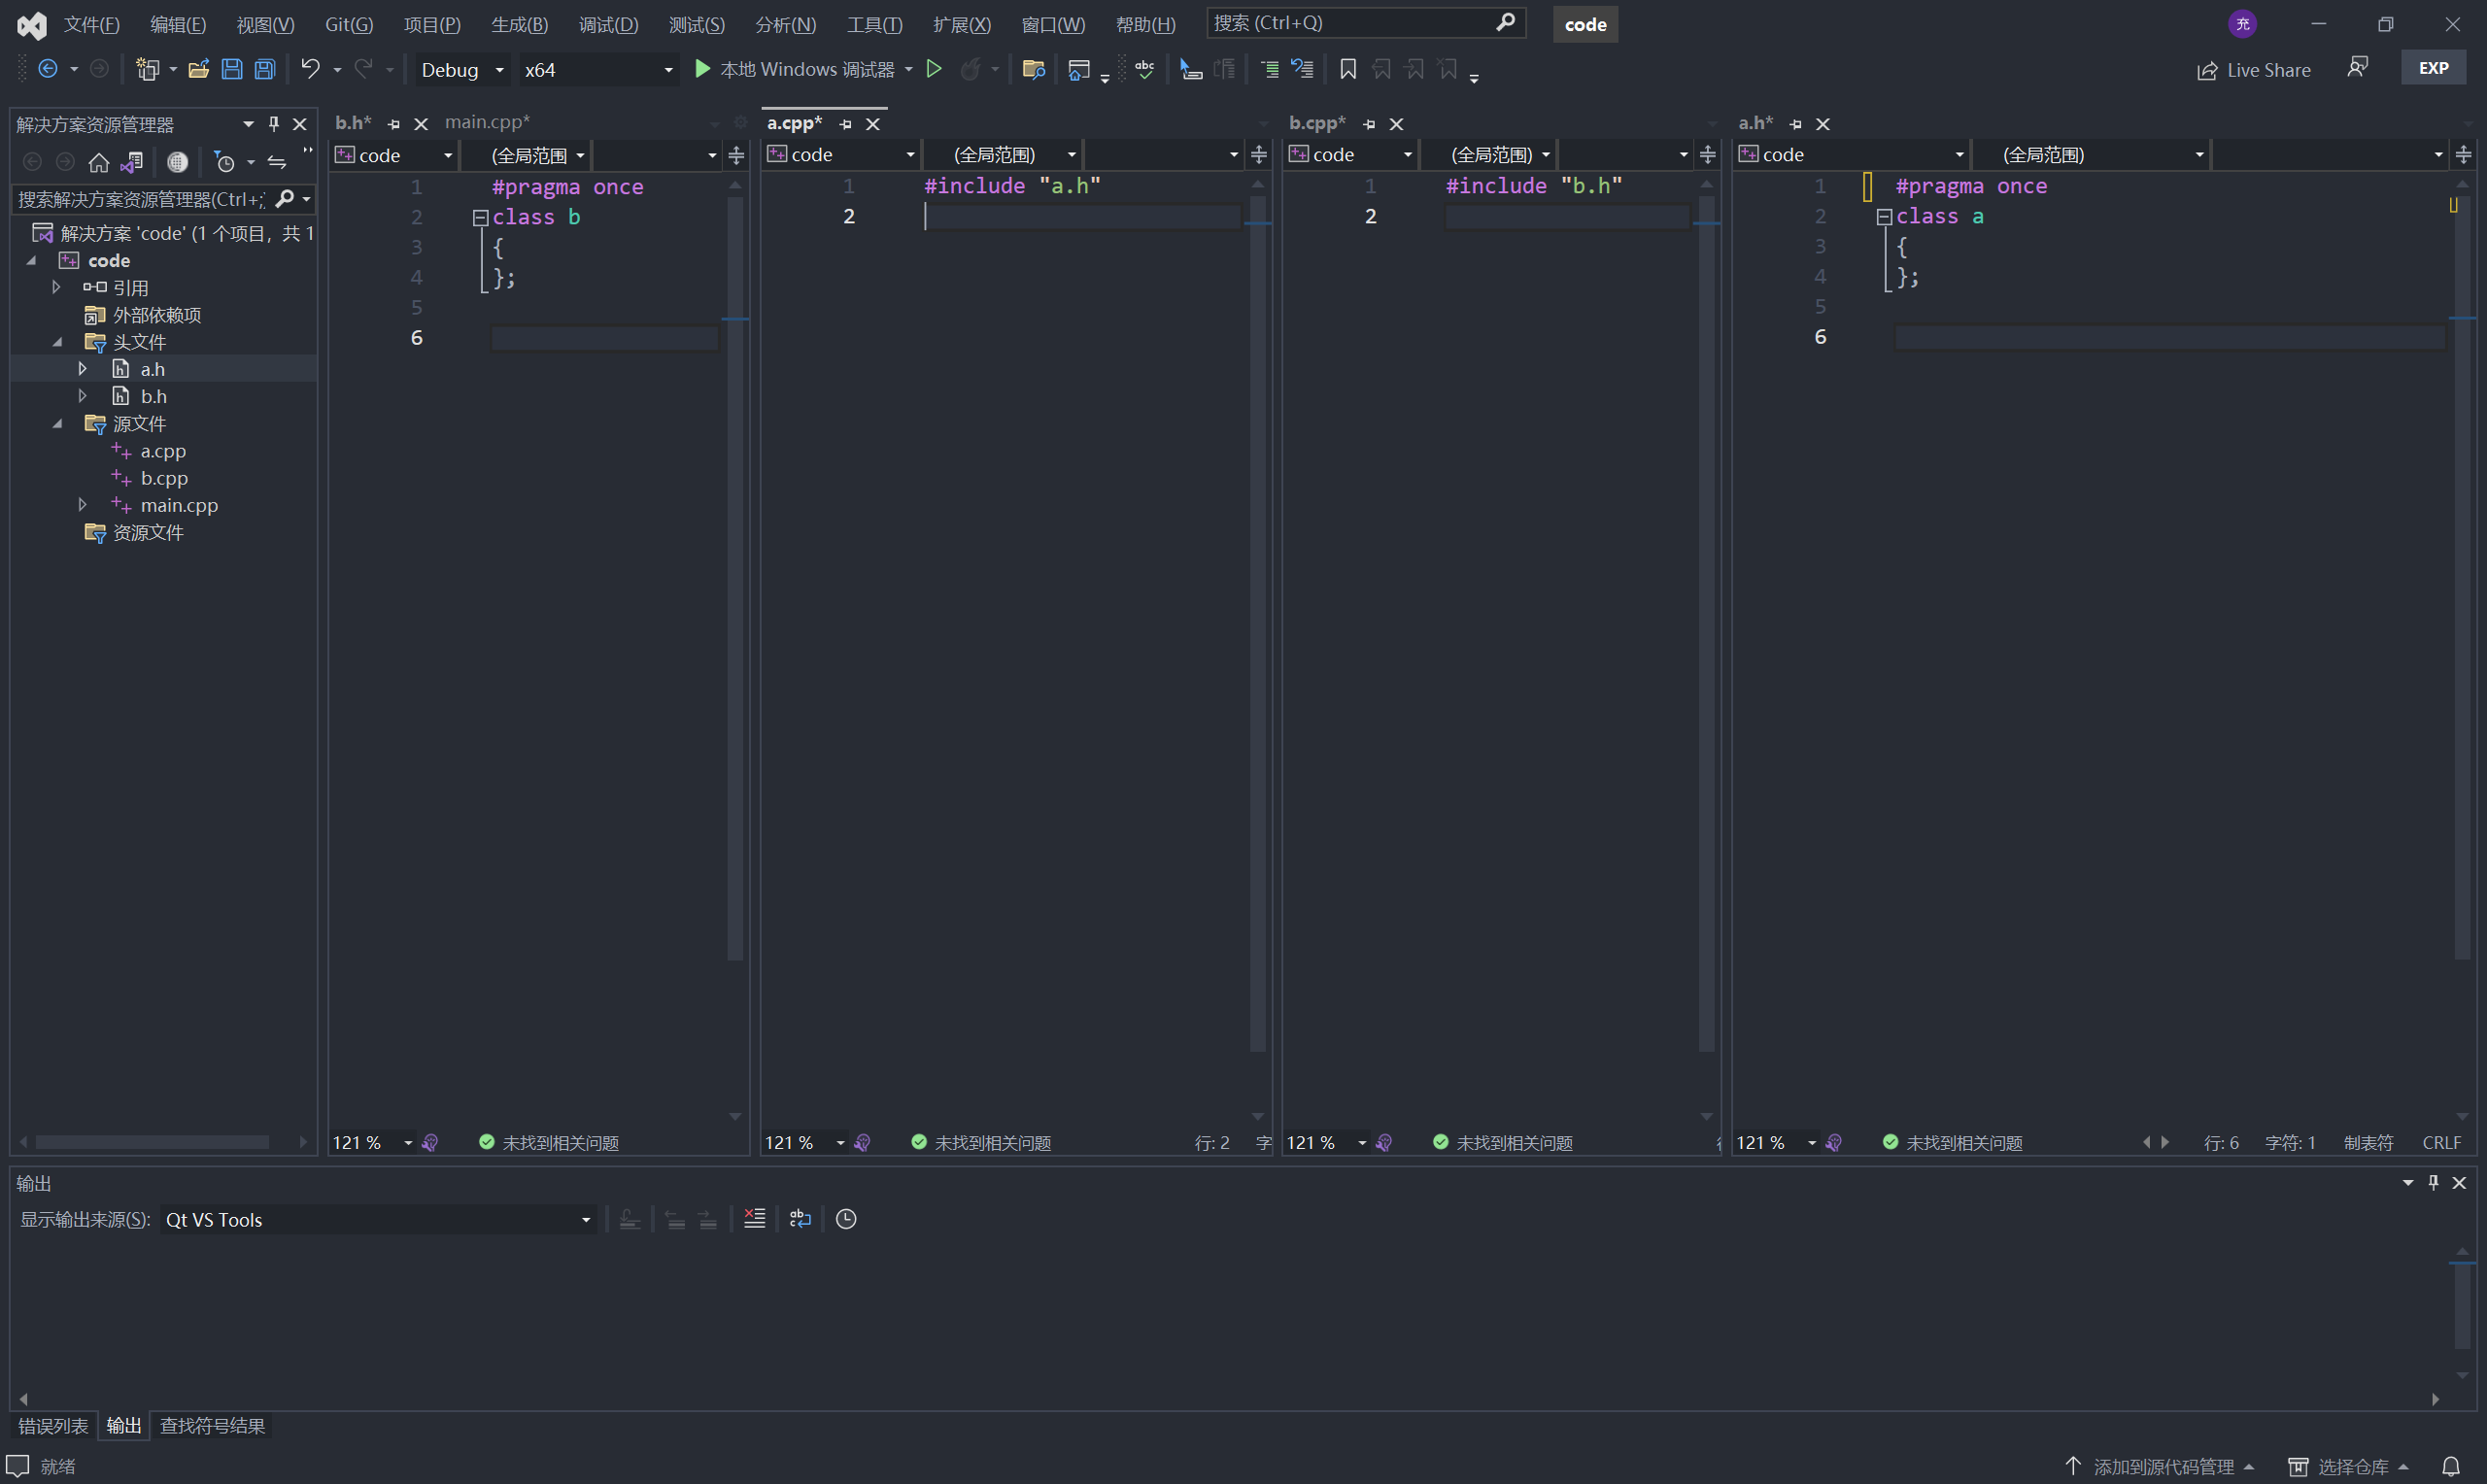 文件(F) 编辑(E) 视图(V) Git(G) 项目(P) 生成(B) 调试(D) 测试(S) 分析(N) 工具(T) 扩展(X) 窗口(W) 帮助(H) 搜索 (Ctrl+Q) code 充
Debug x64 本地 Windows 调试器 abc Live Share EXP
解决方案资源管理器
搜索解决方案资源管理器(Ctrl+;)
解决方案 'code' (1 个项目，共 1
code
引用
外部依赖项
头文件
a.h
b.h
源文件
a.cpp
b.cpp
main.cpp
资源文件
b.h* main.cpp*
code (全局范围
1 #pragma once
2 class b
3 {
4 };
5
6
121 % 未找到相关问题
a.cpp*
code (全局范围)
1 #include "a.h"
2
121 % 未找到相关问题 行: 2 字
b.cpp*
code (全局范围)
1 #include "b.h"
2
121 % 未找到相关问题
a.h*
code (全局范围)
1 #pragma once
2 class a
3 {
4 };
5
6
121 % 未找到相关问题 行: 6 字符: 1 制表符 CRLF
输出
显示输出来源(S): Qt VS Tools
错误列表 输出 查找符号结果
就绪 添加到源代码管理 选择仓库